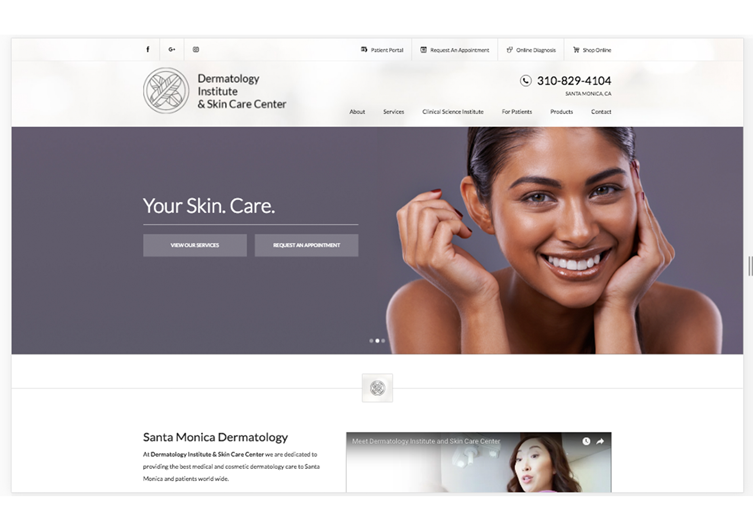 f G+
Patient Portal
Request An Appointment
Online Diagnosis
Shop Online
Dermatology
Institute
& Skin Care Center
310-829-4104
SANTA MONICA, CA
About Services Clinical Science Institute For Patients Products Contact
Your Skin. Care.
VIEW OUR SERVICES
REQUEST AN APPOINTMENT
Santa Monica Dermatology
At Dermatology Institute & Skin Care Center we are dedicated to
providing the best medical and cosmetic dermatology care to Santa
Monica and patients world wide.
Meet Dermatology Institute and Skin Care Center